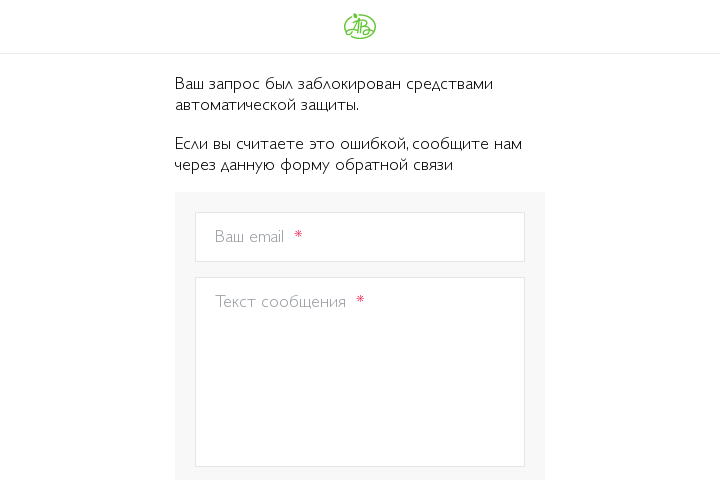 АВ
Ваш запрос был заблокирован средствами
автоматической защиты.
Если вы считаете это ошибкой, сообщите нам
через данную форму обратной связи
Ваш email *
Текст сообщения *